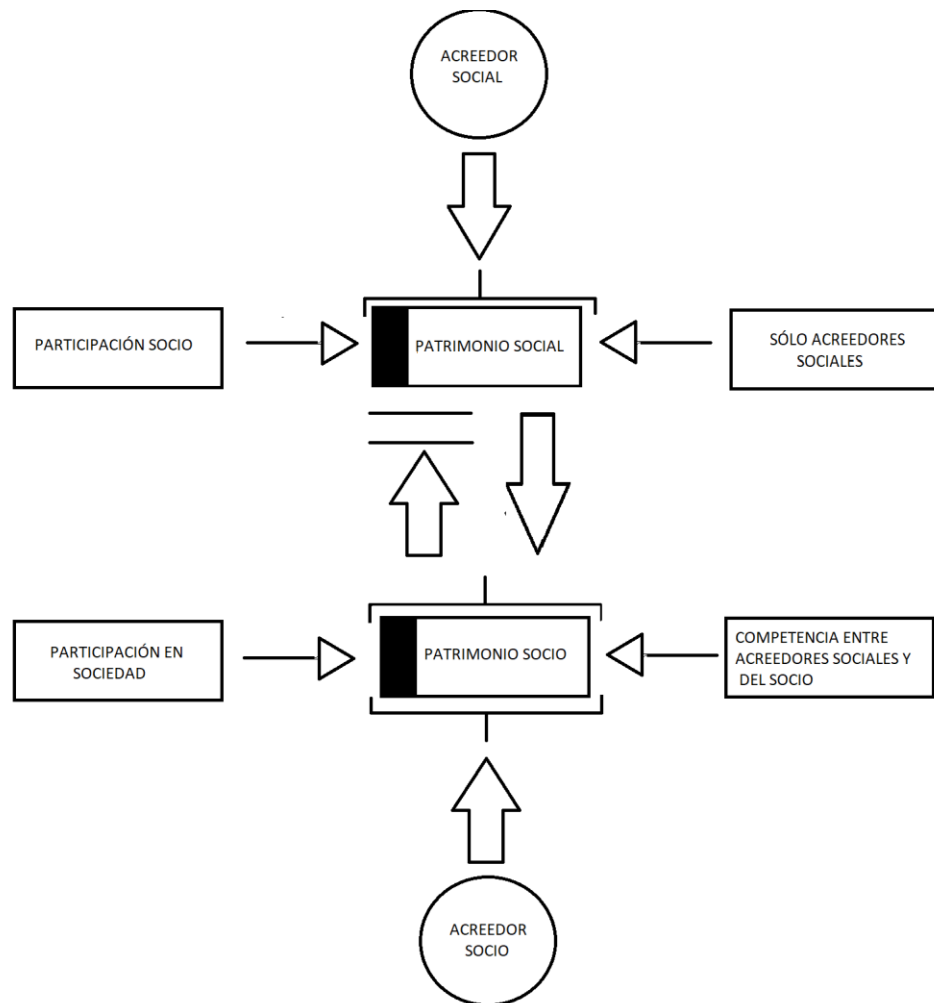 ACREEDOR
SOCIAL
PARTICIPACIÓN SOCIO
PATRIMONIO SOCIAL
SÓLO ACREEDORES
SOCIALES
PARTICIPACIÓN EN
SOCIEDAD
PATRIMONIO SOCIO
COMPETENCIA ENTRE
ACREEDORES SOCIALES Y
DEL SOCIO
ACREEDOR
SOCIO